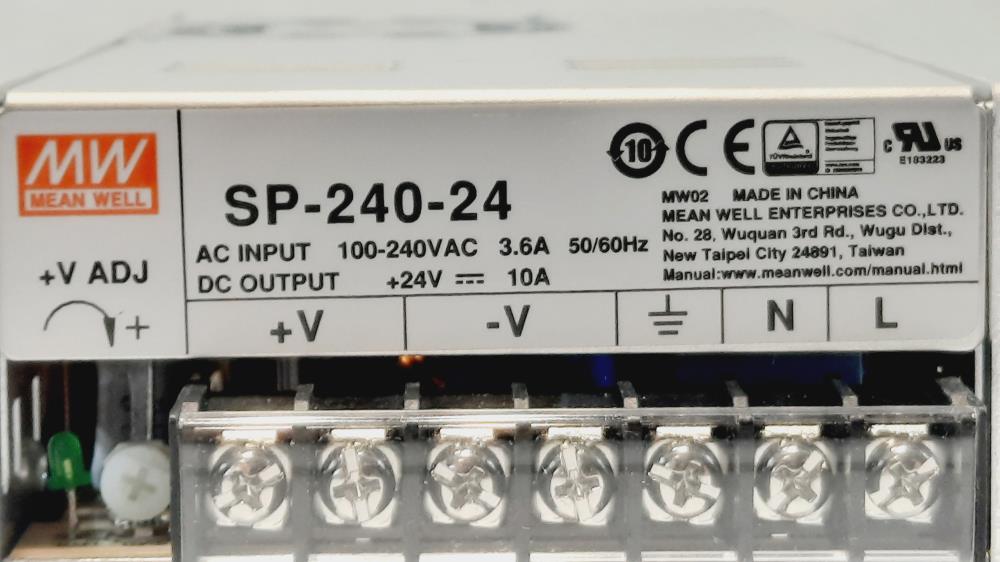 MW
MEAN WELL
SP-240-24
AC INPUT 100-240VAC 3.6A 50/60Hz
DC OUTPUT +24V ⎓ 10A
+V ADJ
+
10
CE
TÜVRheinland
c RU US
E183223
MW02 MADE IN CHINA
MEAN WELL ENTERPRISES CO.,LTD.
No. 28, Wuquan 3rd Rd., Wugu Dist.,
New Taipei City 24891, Taiwan
Manual:www.meanwell.com/manual.html
+V -V ⏚ N L